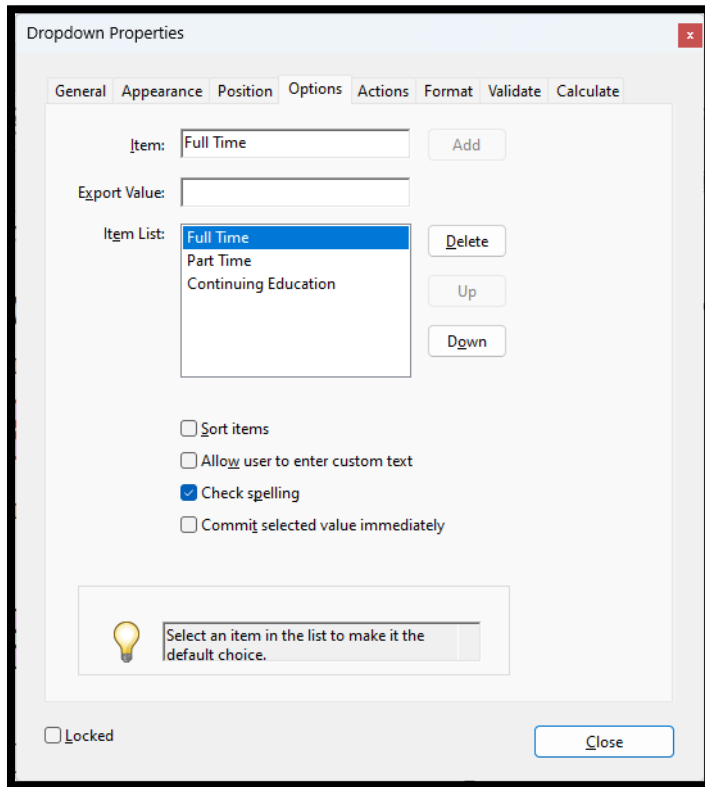 Dropdown Properties
x
General Appearance Position Options Actions Format Validate Calculate
Item: Full Time Add
Export Value:
Item List: Full Time Delete
Part Time
Continuing Education
Up
Down
Sort items
Allow user to enter custom text
Check spelling
Commit selected value immediately
Select an item in the list to make it the
default choice.
Locked
Close